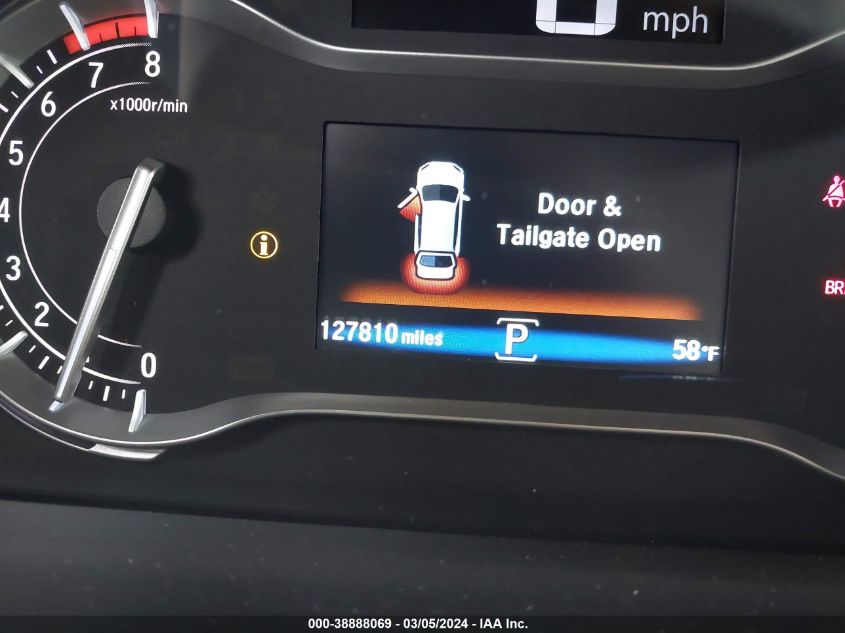 0 mph
8
7
6
x1000r/min
5
4
3
2
0
Door &
Tailgate Open
127810 miles P 58°F
BR
000-38888069 - 03/05/2024 - IAA Inc.